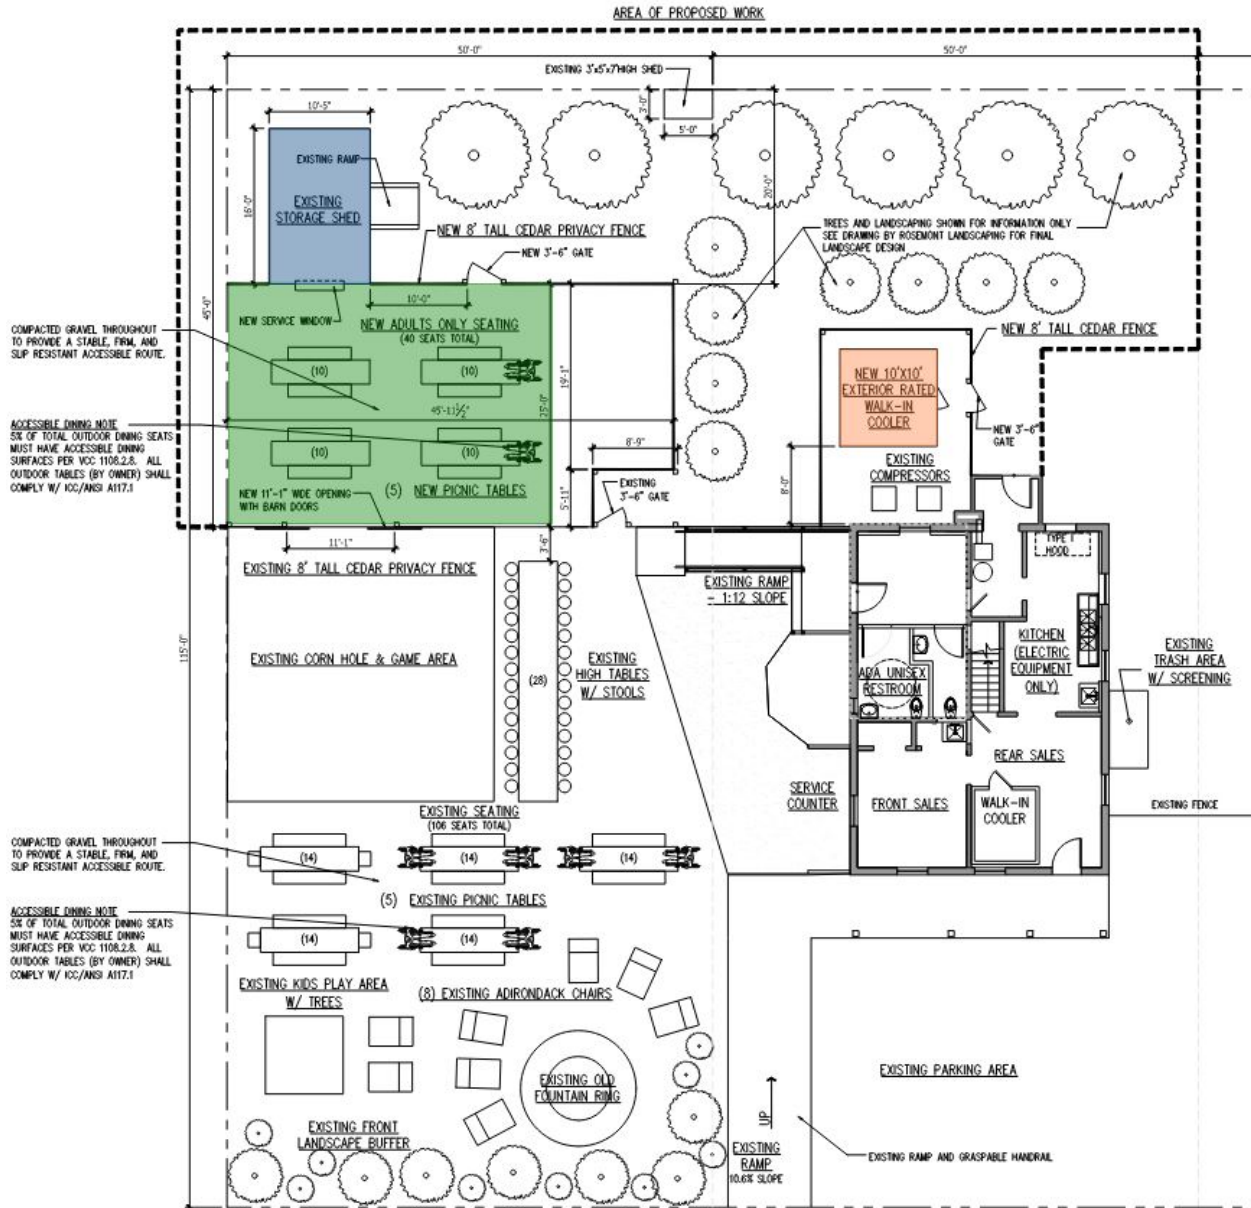 AREA OF PROPOSED WORK
50'-0"
50'-0"
EXISTING 3'x5'x7'HIGH SHED
10'-5"
3'-0"
5'-0"
EXISTING RAMP
16'-0"
EXISTING
STORAGE SHED
20'-0"
NEW 8' TALL CEDAR PRIVACY FENCE
NEW 3'-6" GATE
TREES AND LANDSCAPING SHOWN FOR INFORMATION ONLY
SEE DRAWING BY ROSEMONT LANDSCAPING FOR FINAL
LANDSCAPE DESIGN
45'-0"
10'-0"
NEW SERVICE WINDOW
NEW ADULTS ONLY SEATING
(40 SEATS TOTAL)
COMPACTED GRAVEL THROUGHOUT
TO PROVIDE A STABLE, FIRM, AND
SLIP RESISTANT ACCESSIBLE ROUTE.
NEW 8' TALL CEDAR FENCE
(10)
(10)
19'-1"
25'-0"
NEW 10'X10'
EXTERIOR RATED
WALK-IN
COOLER
45'-11½"
ACCESSIBLE DINING NOTE
5% OF TOTAL OUTDOOR DINING SEATS
MUST HAVE ACCESSIBLE DINING
SURFACES PER VCC 1108.2.8. ALL
OUTDOOR TABLES (BY OWNER) SHALL
COMPLY W/ ICC/ANSI A117.1
8'-9"
NEW 3'-6"
GATE
(10)
(10)
EXISTING
COMPRESSORS
8'-0"
NEW 11'-1" WIDE OPENING
WITH BARN DOORS
(5) NEW PICNIC TABLES
5'-11"
EXISTING
3'-6" GATE
11'-1"
3'-6"
TYPE I
HOOD
EXISTING 8' TALL CEDAR PRIVACY FENCE
EXISTING RAMP
- 1:12 SLOPE
115'-0"
EXISTING CORN HOLE & GAME AREA
(28)
EXISTING
HIGH TABLES
W/ STOOLS
ADA UNISEX
RESTROOM
KITCHEN
(ELECTRIC
EQUIPMENT
ONLY)
EXISTING
TRASH AREA
W/ SCREENING
REAR SALES
SERVICE
COUNTER
FRONT SALES
WALK-IN
COOLER
EXISTING FENCE
EXISTING SEATING
(106 SEATS TOTAL)
COMPACTED GRAVEL THROUGHOUT
TO PROVIDE A STABLE, FIRM, AND
SLIP RESISTANT ACCESSIBLE ROUTE.
(14)
(14)
(14)
(5) EXISTING PICNIC TABLES
ACCESSIBLE DINING NOTE
5% OF TOTAL OUTDOOR DINING SEATS
MUST HAVE ACCESSIBLE DINING
SURFACES PER VCC 1108.2.8. ALL
OUTDOOR TABLES (BY OWNER) SHALL
COMPLY W/ ICC/ANSI A117.1
(14)
(14)
EXISTING KIDS PLAY AREA
W/ TREES
(8) EXISTING ADIRONDACK CHAIRS
EXISTING OLD
FOUNTAIN RING
EXISTING PARKING AREA
UP
EXISTING FRONT
LANDSCAPE BUFFER
EXISTING
RAMP
10.6% SLOPE
EXISTING RAMP AND GRASPABLE HANDRAIL